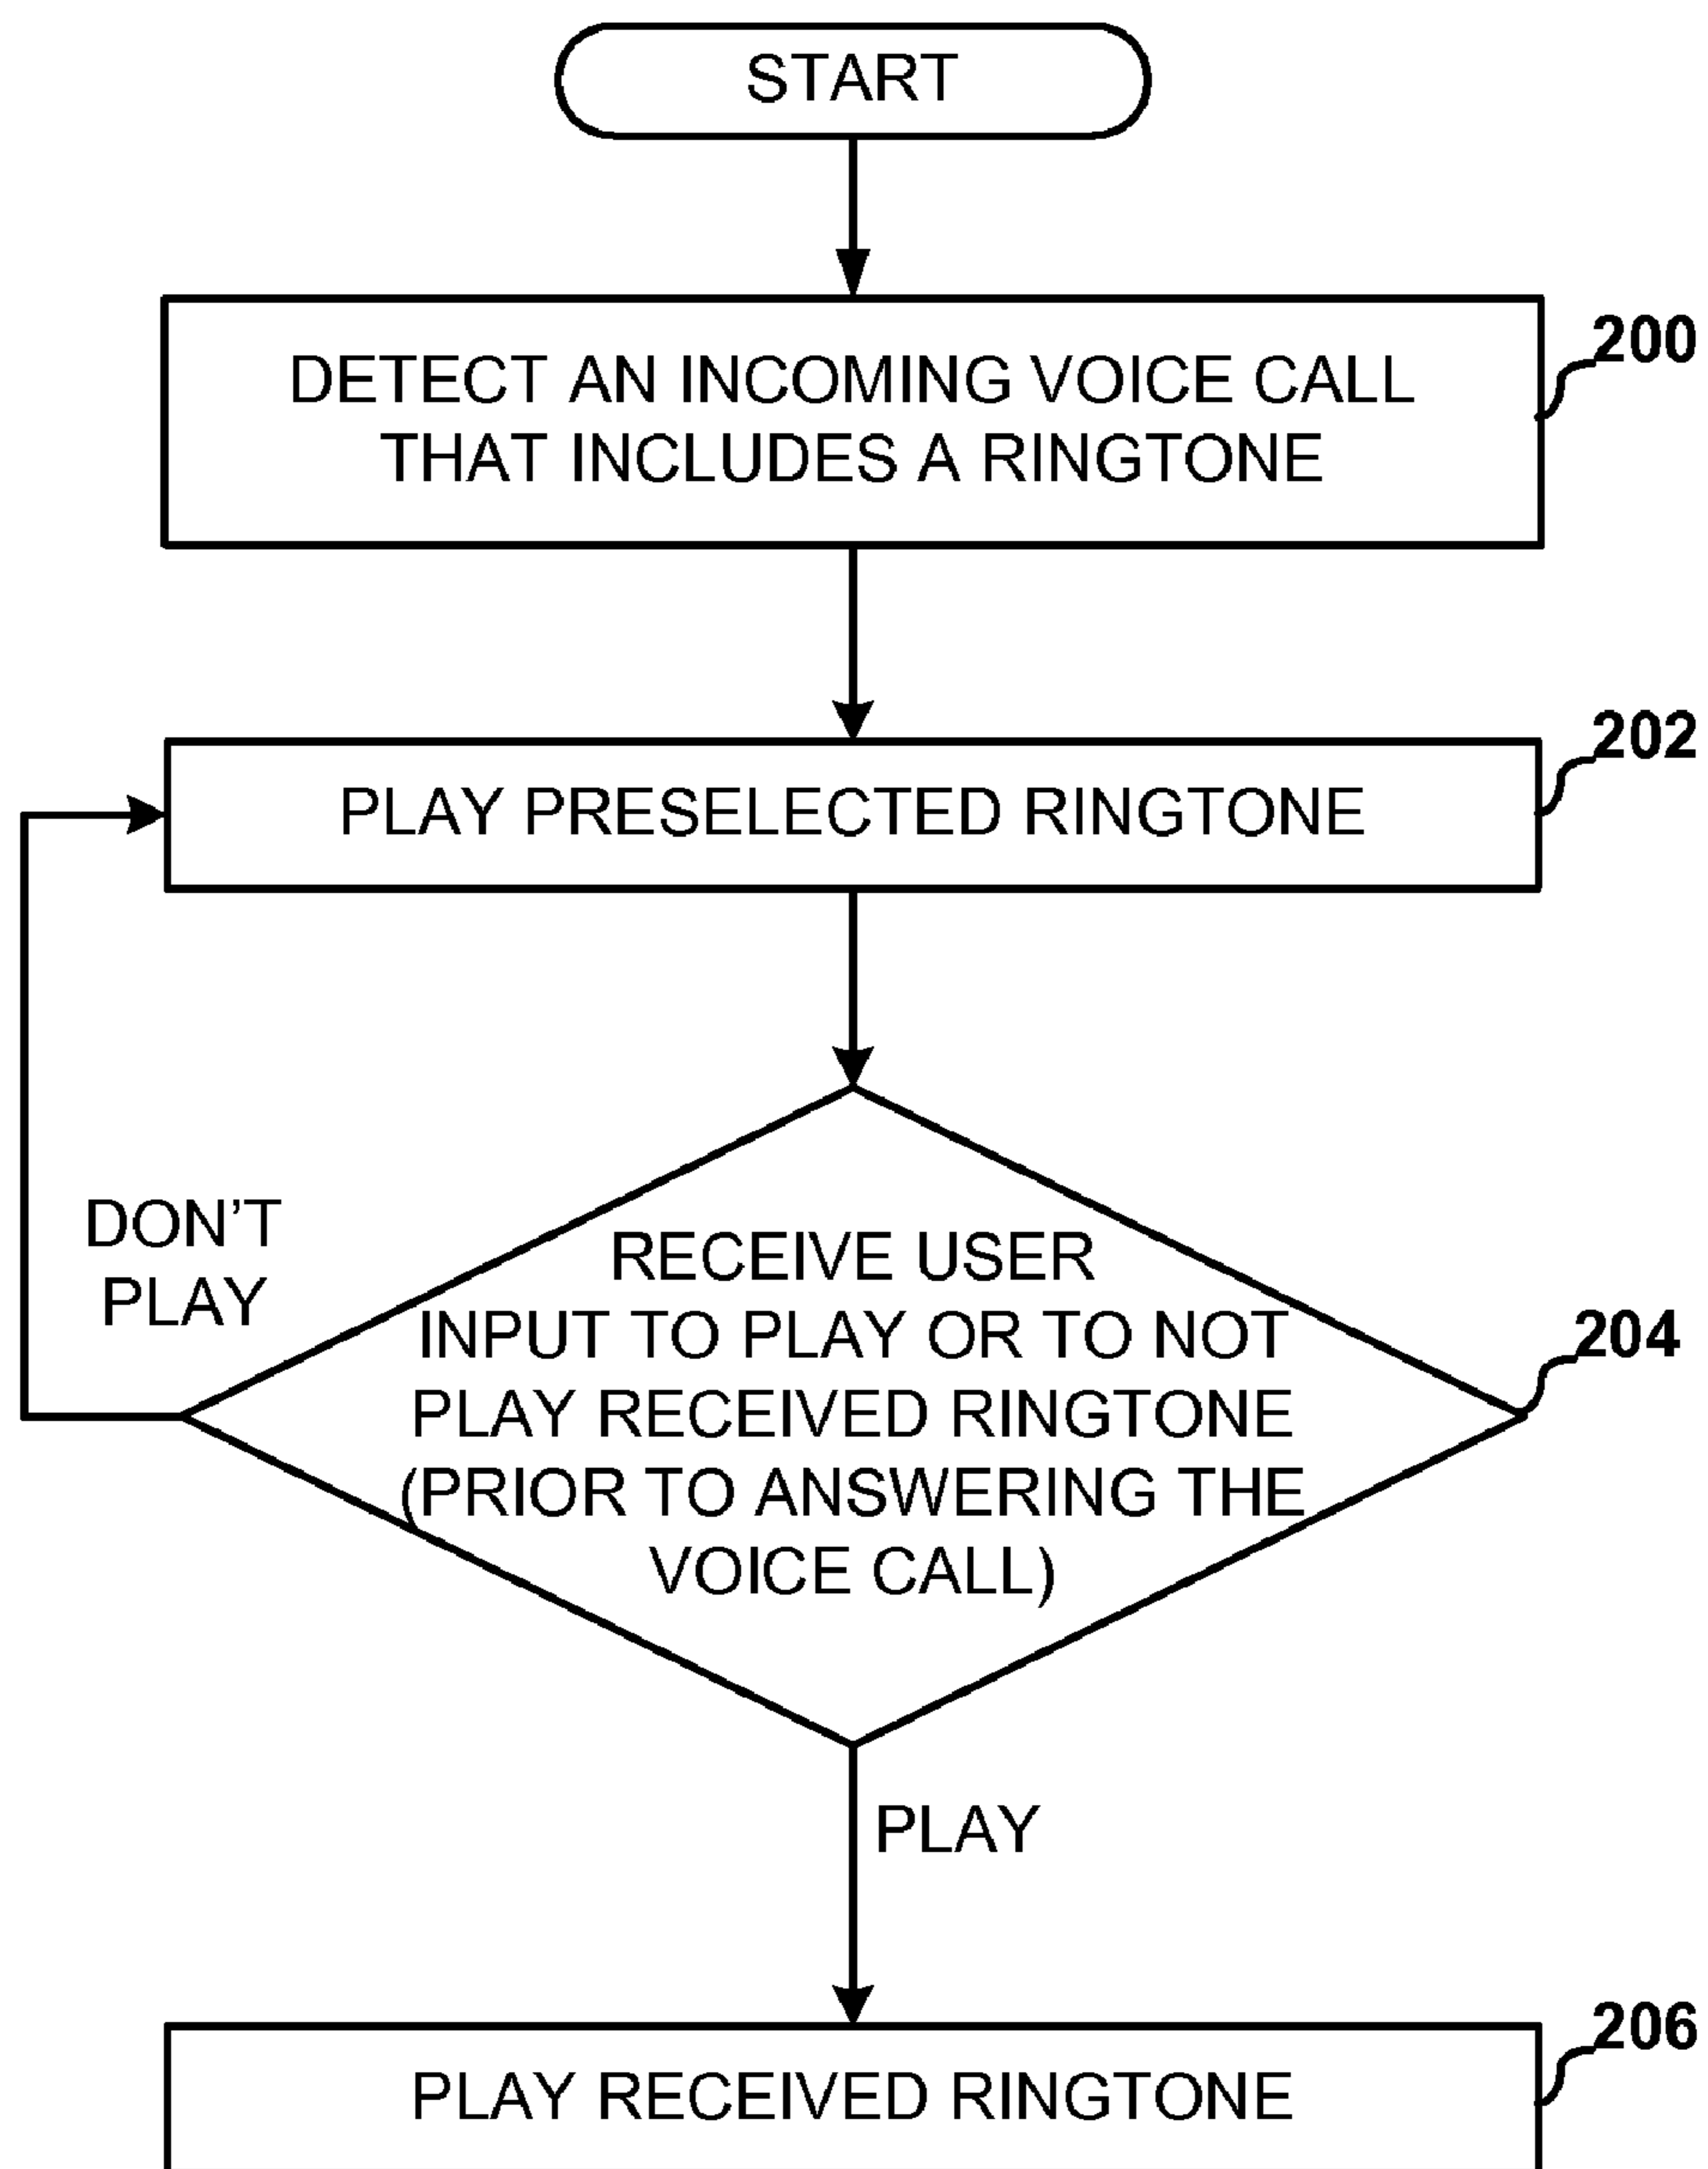 START
DETECT AN INCOMING VOICE CALL
THAT INCLUDES A RINGTONE
200
PLAY PRESELECTED RINGTONE
202
DON'T
PLAY
RECEIVE USER
INPUT TO PLAY OR TO NOT
PLAY RECEIVED RINGTONE
(PRIOR TO ANSWERING THE
VOICE CALL)
204
PLAY
PLAY RECEIVED RINGTONE
206